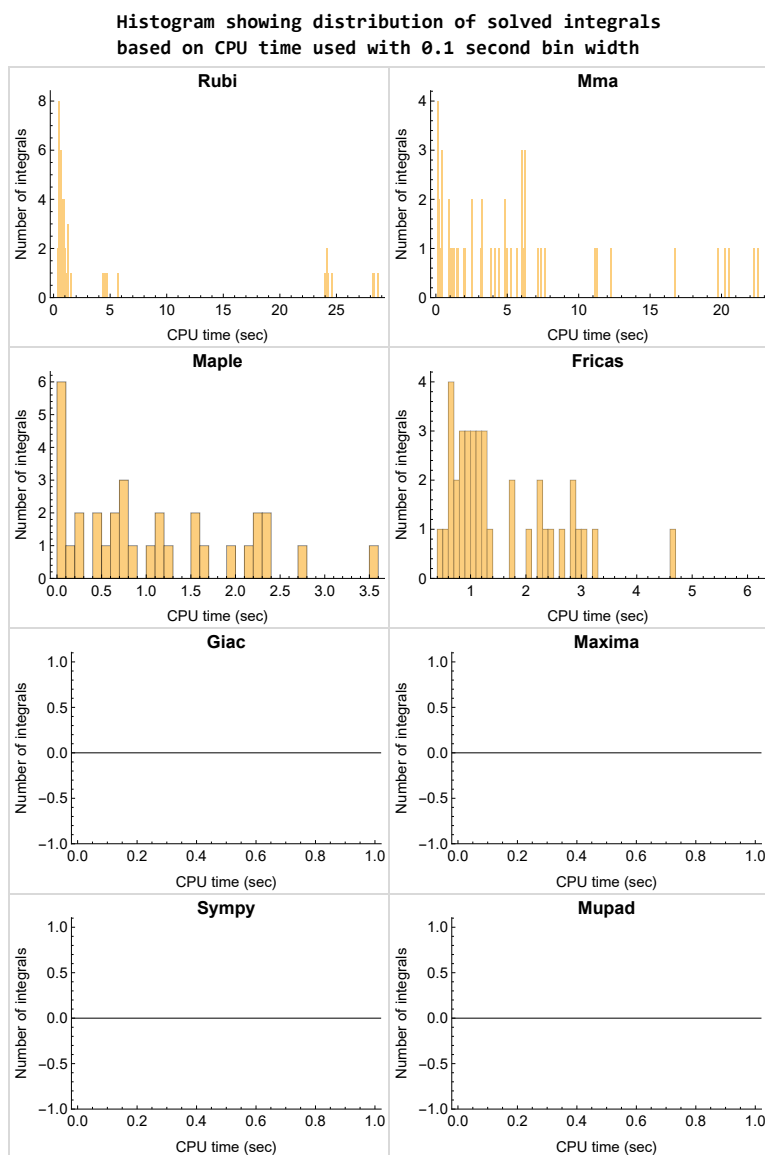 Histogram showing distribution of solved integrals
based on CPU time used with 0.1 second bin width
Rubi
Number of integrals
8
6
4
2
0
0 5 10 15 20 25
CPU time (sec)
Mma
Number of integrals
4
3
2
1
0
0 5 10 15 20
CPU time (sec)
Maple
Number of integrals
6
5
4
3
2
1
0
0.0 0.5 1.0 1.5 2.0 2.5 3.0 3.5
CPU time (sec)
Fricas
Number of integrals
4
3
2
1
0
1 2 3 4 5 6
CPU time (sec)
Giac
Number of integrals
1.0
0.5
0.0
−0.5
−1.0
0.0 0.2 0.4 0.6 0.8 1.0
CPU time (sec)
Maxima
Number of integrals
1.0
0.5
0.0
−0.5
−1.0
0.0 0.2 0.4 0.6 0.8 1.0
CPU time (sec)
Sympy
Number of integrals
1.0
0.5
0.0
−0.5
−1.0
0.0 0.2 0.4 0.6 0.8 1.0
CPU time (sec)
Mupad
Number of integrals
1.0
0.5
0.0
−0.5
−1.0
0.0 0.2 0.4 0.6 0.8 1.0
CPU time (sec)